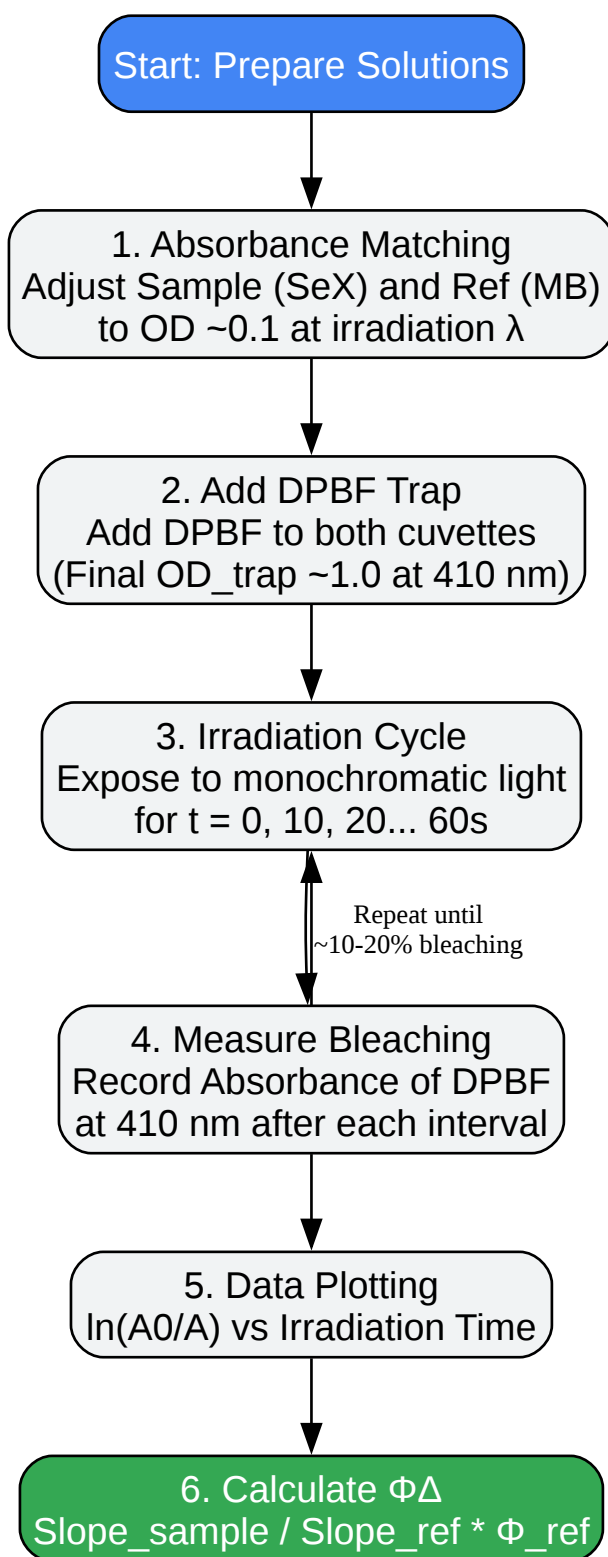 Start: Prepare Solutions
1. Absorbance Matching
Adjust Sample (SeX) and Ref (MB)
to OD ~0.1 at irradiation λ
2. Add DPBF Trap
Add DPBF to both cuvettes
(Final OD_trap ~1.0 at 410 nm)
3. Irradiation Cycle
Expose to monochromatic light
for t = 0, 10, 20... 60s
Repeat until
~10-20% bleaching
4. Measure Bleaching
Record Absorbance of DPBF
at 410 nm after each interval
5. Data Plotting
ln(A0/A) vs Irradiation Time
6. Calculate ΦΔ
Slope_sample / Slope_ref * Φ_ref